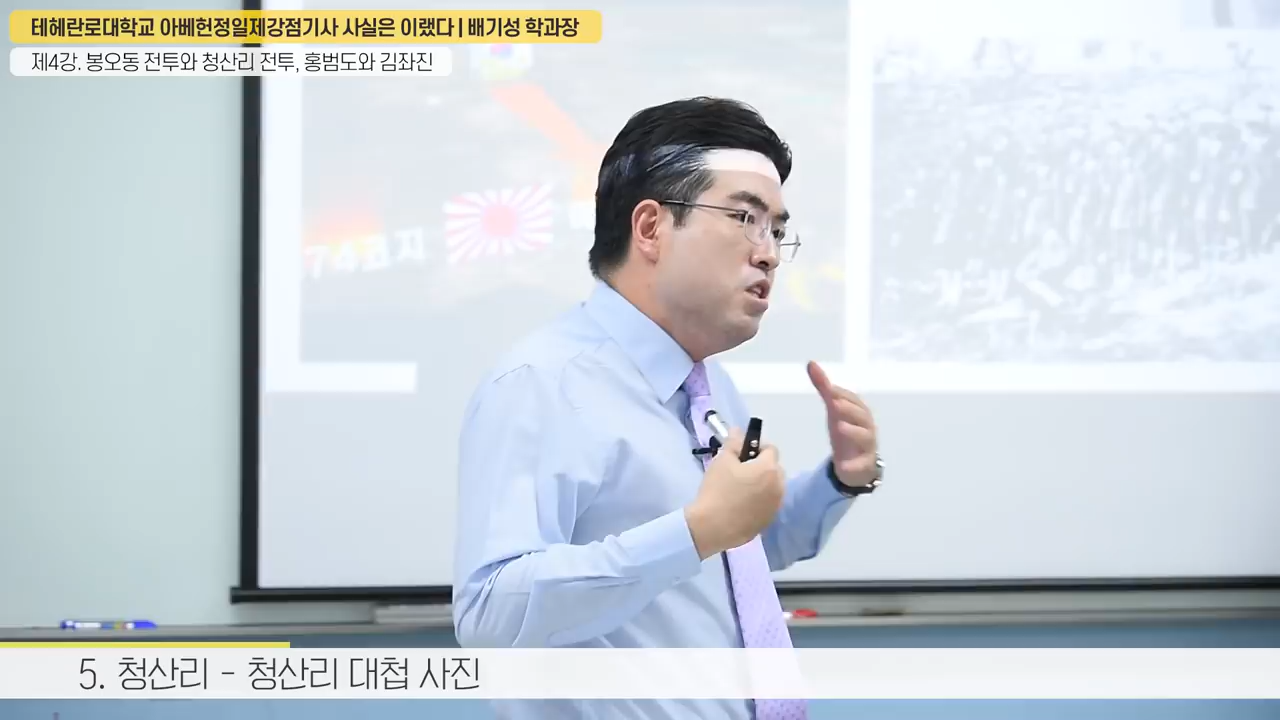 테헤란로대학교 아베헌정일제강점기사 사실은 이랬다 | 배기성 학과장
제4강. 봉오동 전투와 청산리 전투, 홍범도와 김좌진
5. 청산리 - 청산리 대첩 사진